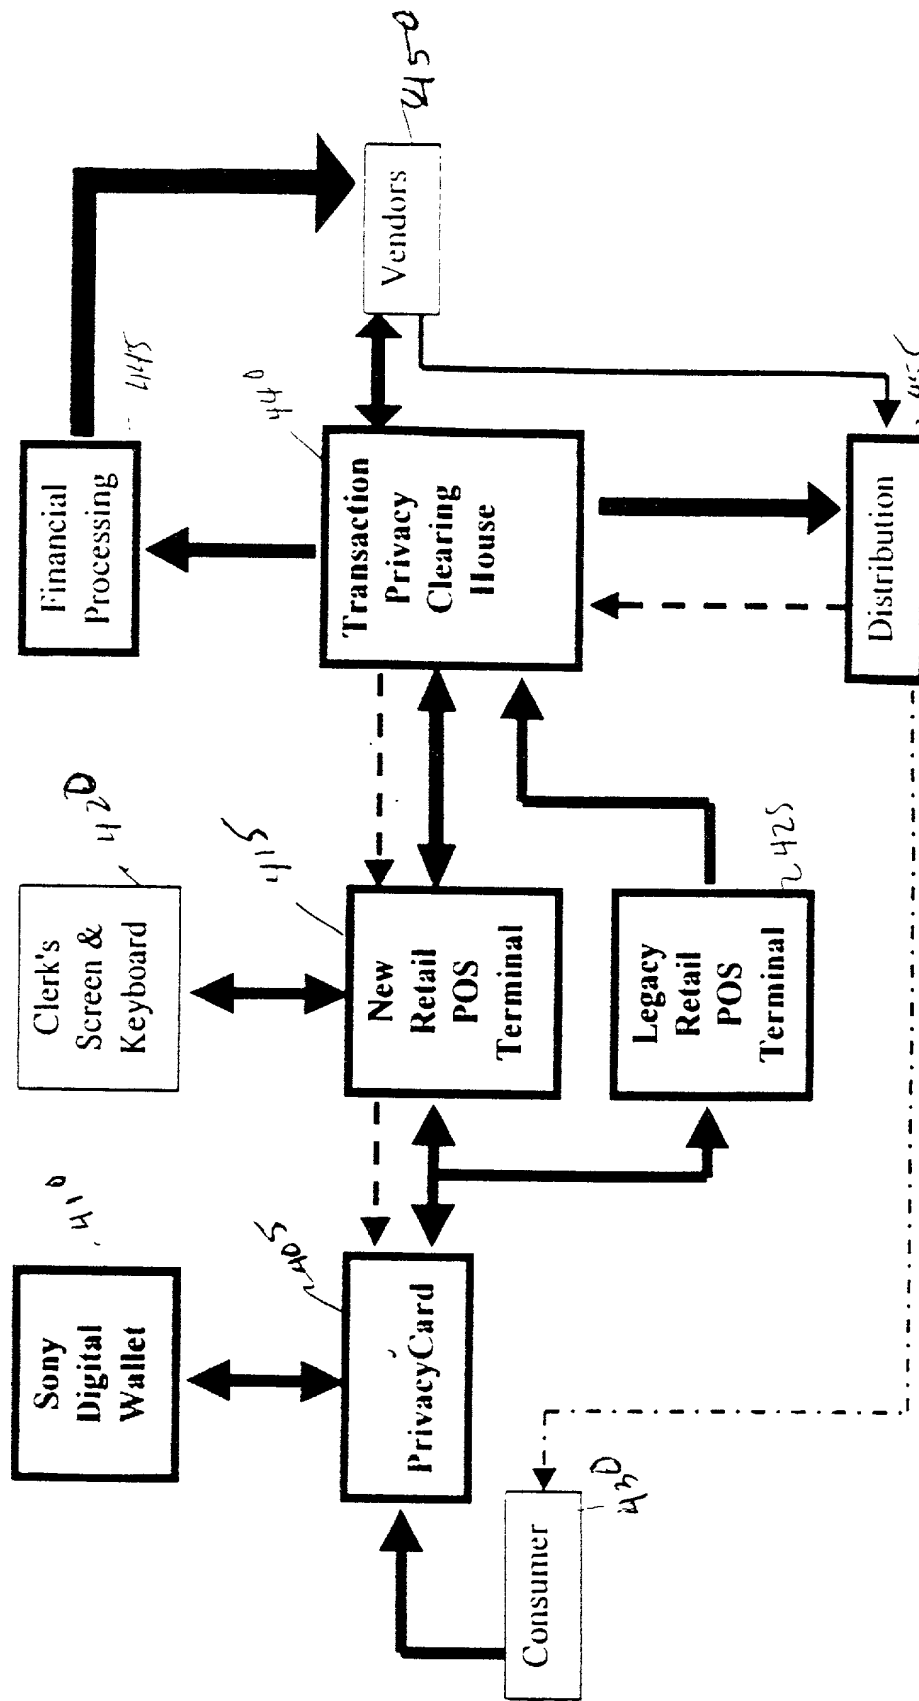 Sony
Digital
Wallet
410
Clerk's
Screen &
Keyboard
420
Financial
Processing
445
PrivacyCard
405
New
Retail
POS
Terminal
415
Transaction
Privacy
Clearing
House
440
Vendors
450
Consumer
430
Legacy
Retail
POS
Terminal
425
Distribution